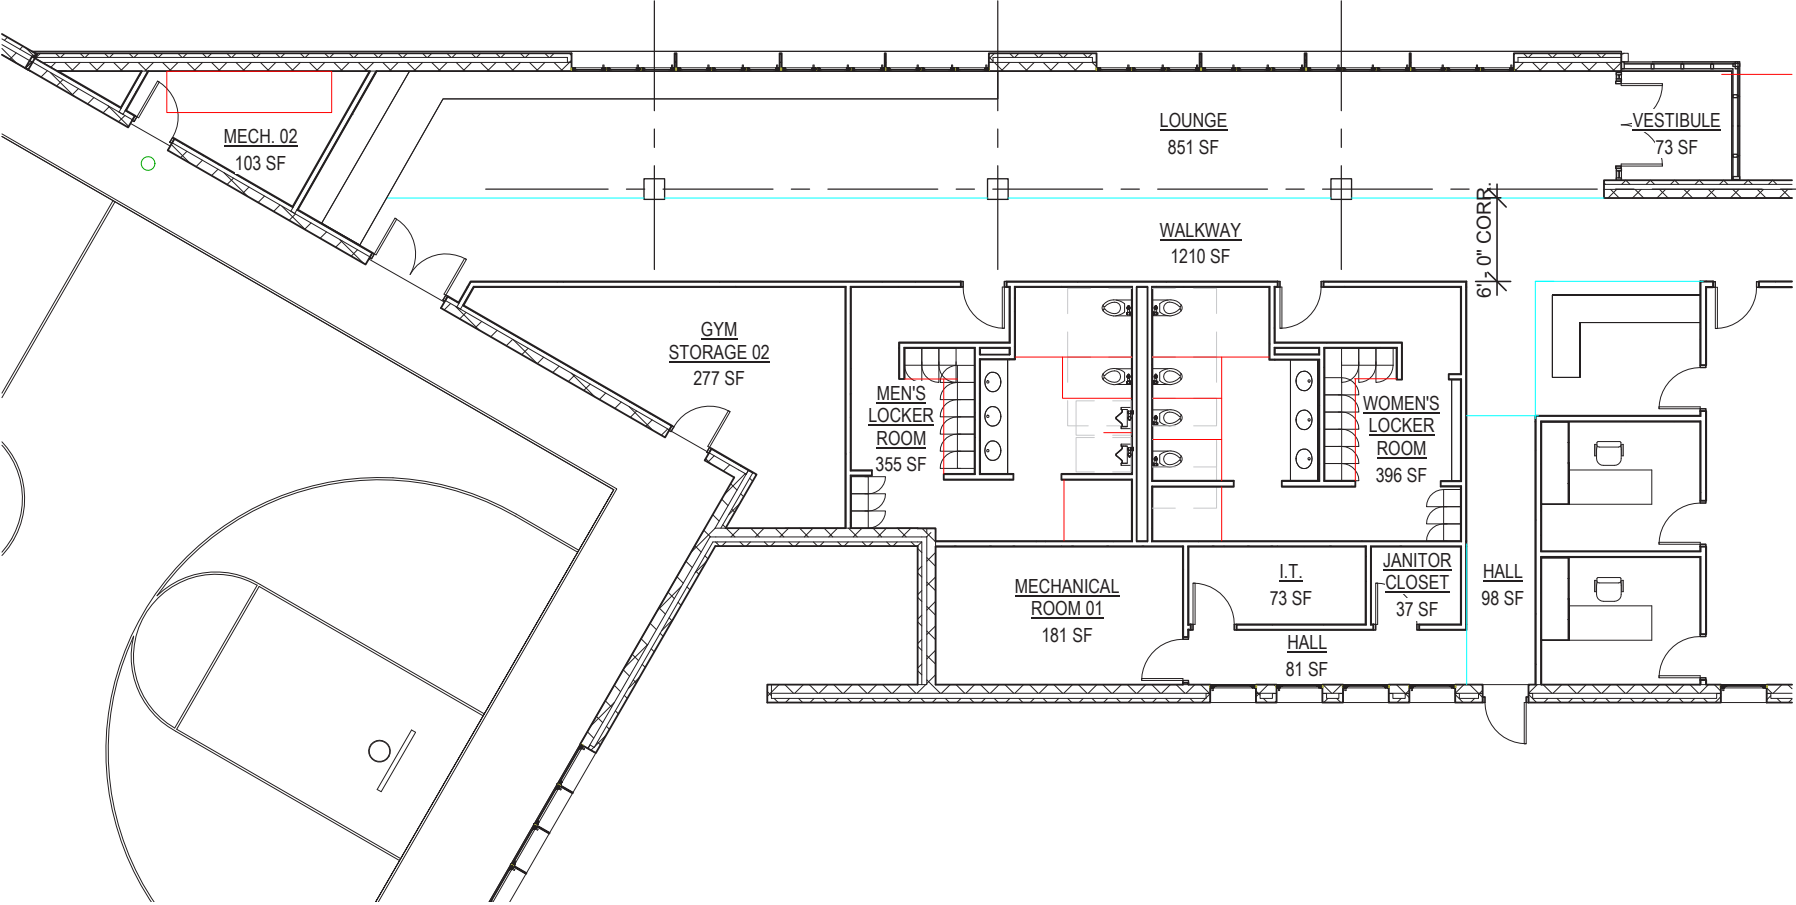 MECH. 02
103 SF
LOUNGE
851 SF
VESTIBULE
73 SF
WALKWAY
1210 SF
6' - 0" CORR.
GYM
STORAGE 02
277 SF
MEN'S
LOCKER
ROOM
355 SF
WOMEN'S
LOCKER
ROOM
396 SF
MECHANICAL
ROOM 01
181 SF
I.T.
73 SF
JANITOR
CLOSET
37 SF
HALL
98 SF
HALL
81 SF